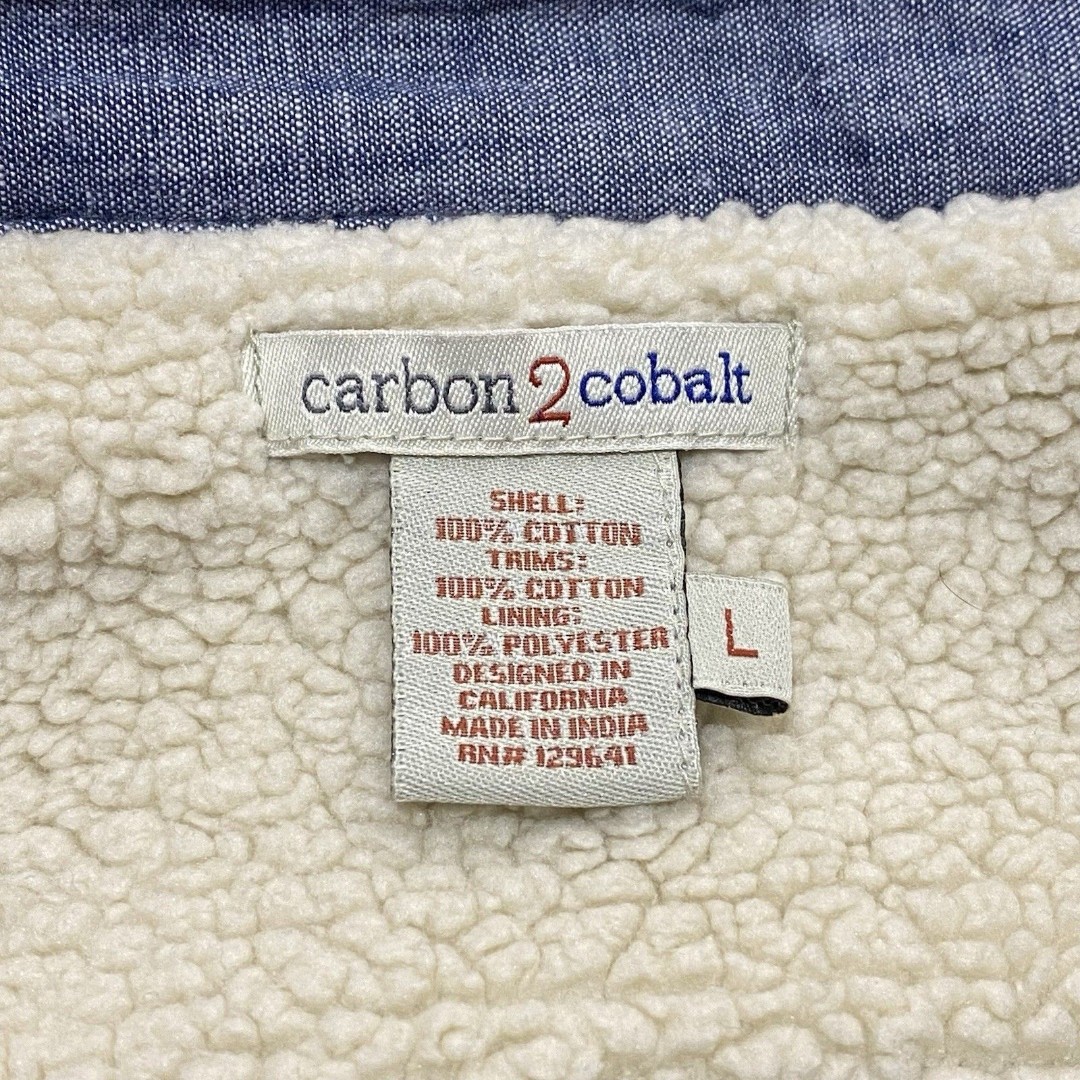 carbon2cobalt
SHELL:
100% COTTON
TRIMS:
100% COTTON
LINING:
100% POLYESTER
DESIGNED IN
CALIFORNIA
MADE IN INDIA
RN# 129641
L